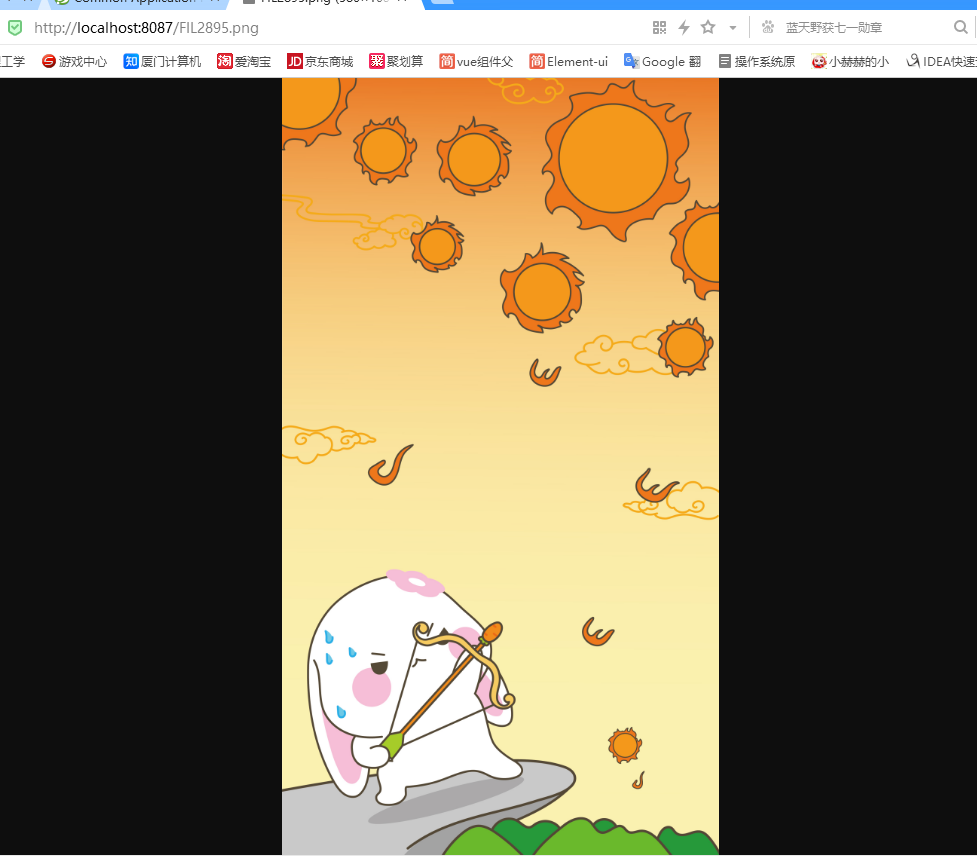 Common Application
http://localhost:8087/FIL2895.png
蓝天野获七一勋章
工学 游戏中心 知 厦门计算机 淘 爱淘宝 JD 京东商城 聚 聚划算 简 vue组件父 简 Element-ui Google 翻 操作系统原 小赫赫的小 IDEA快速